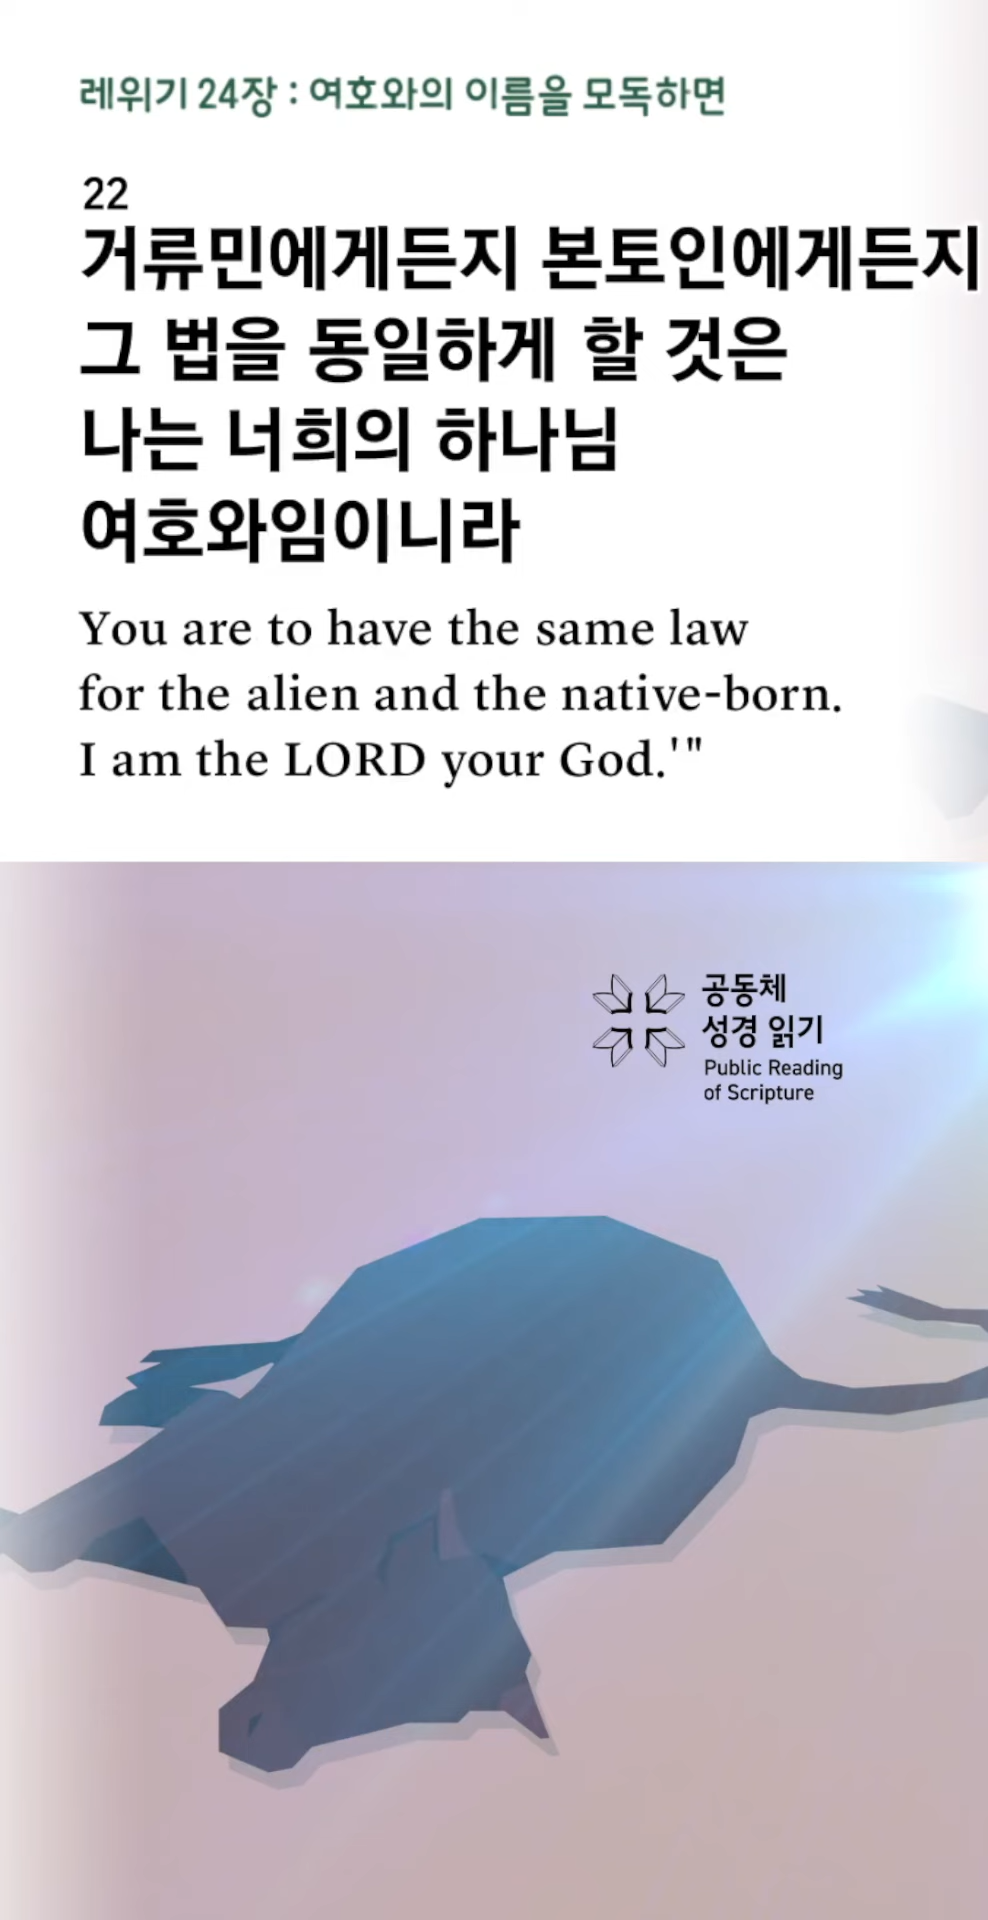 레위기 24장 : 여호와의 이름을 모독하면
22
거류민에게든지 본토인에게든지
그 법을 동일하게 할 것은
나는 너희의 하나님
여호와임이니라
You are to have the same law
for the alien and the native-born.
I am the LORD your God.'"
공동체
성경 읽기
Public Reading
of Scripture